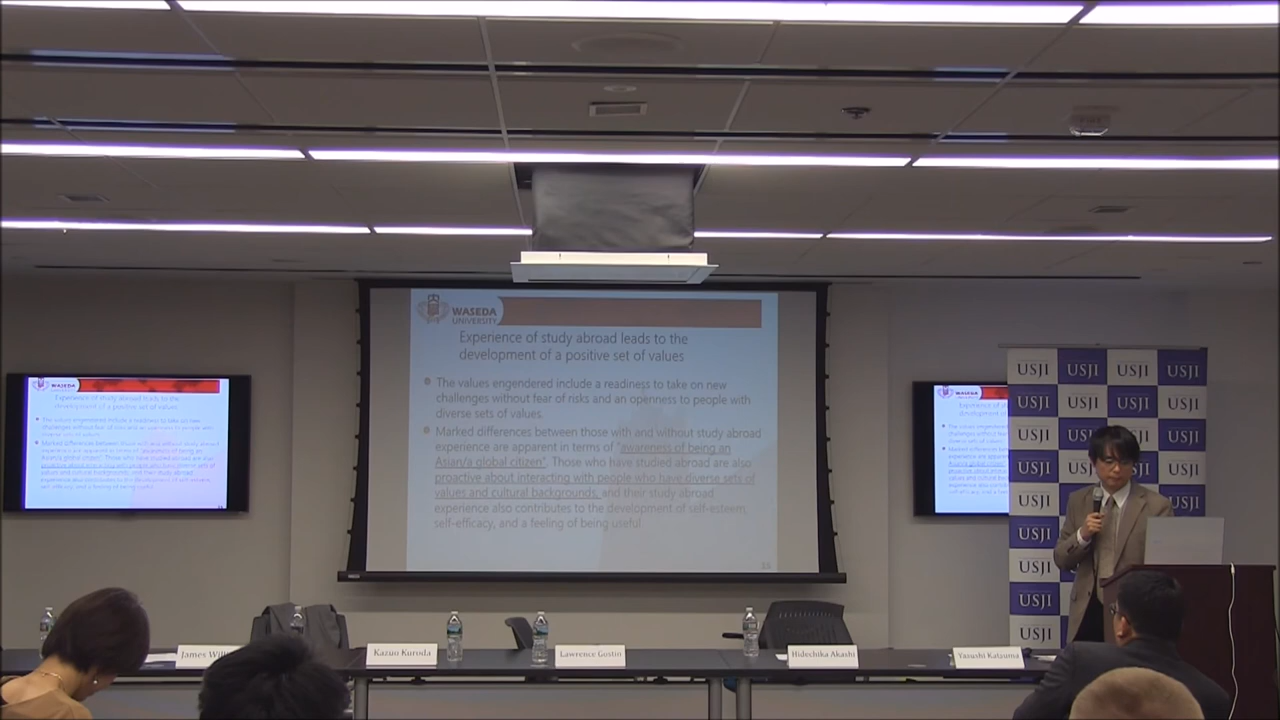 WASEDA
UNIVERSITY
Experience of study abroad leads to the
development of a positive set of values
The values engendered include a readiness to take on new
challenges without fear of risks and an openness to people with
diverse sets of values.
Marked differences between those with and without study abroad
experience are apparent in terms of "awareness of being an
Asian/a global citizen". Those who have studied abroad are also
proactive about interacting with people who have diverse sets of
values and cultural backgrounds, and their study abroad
experience also contributes to the development of self-esteem,
self-efficacy, and a feeling of being useful
USJI USJI USJI USJI
USJI USJI
USJI
USJI
USJI
USJI
USJI
James
Kazuo Kuroda
Lawrence Gostin
Hidechika Akashi
Yasushi Katsuma